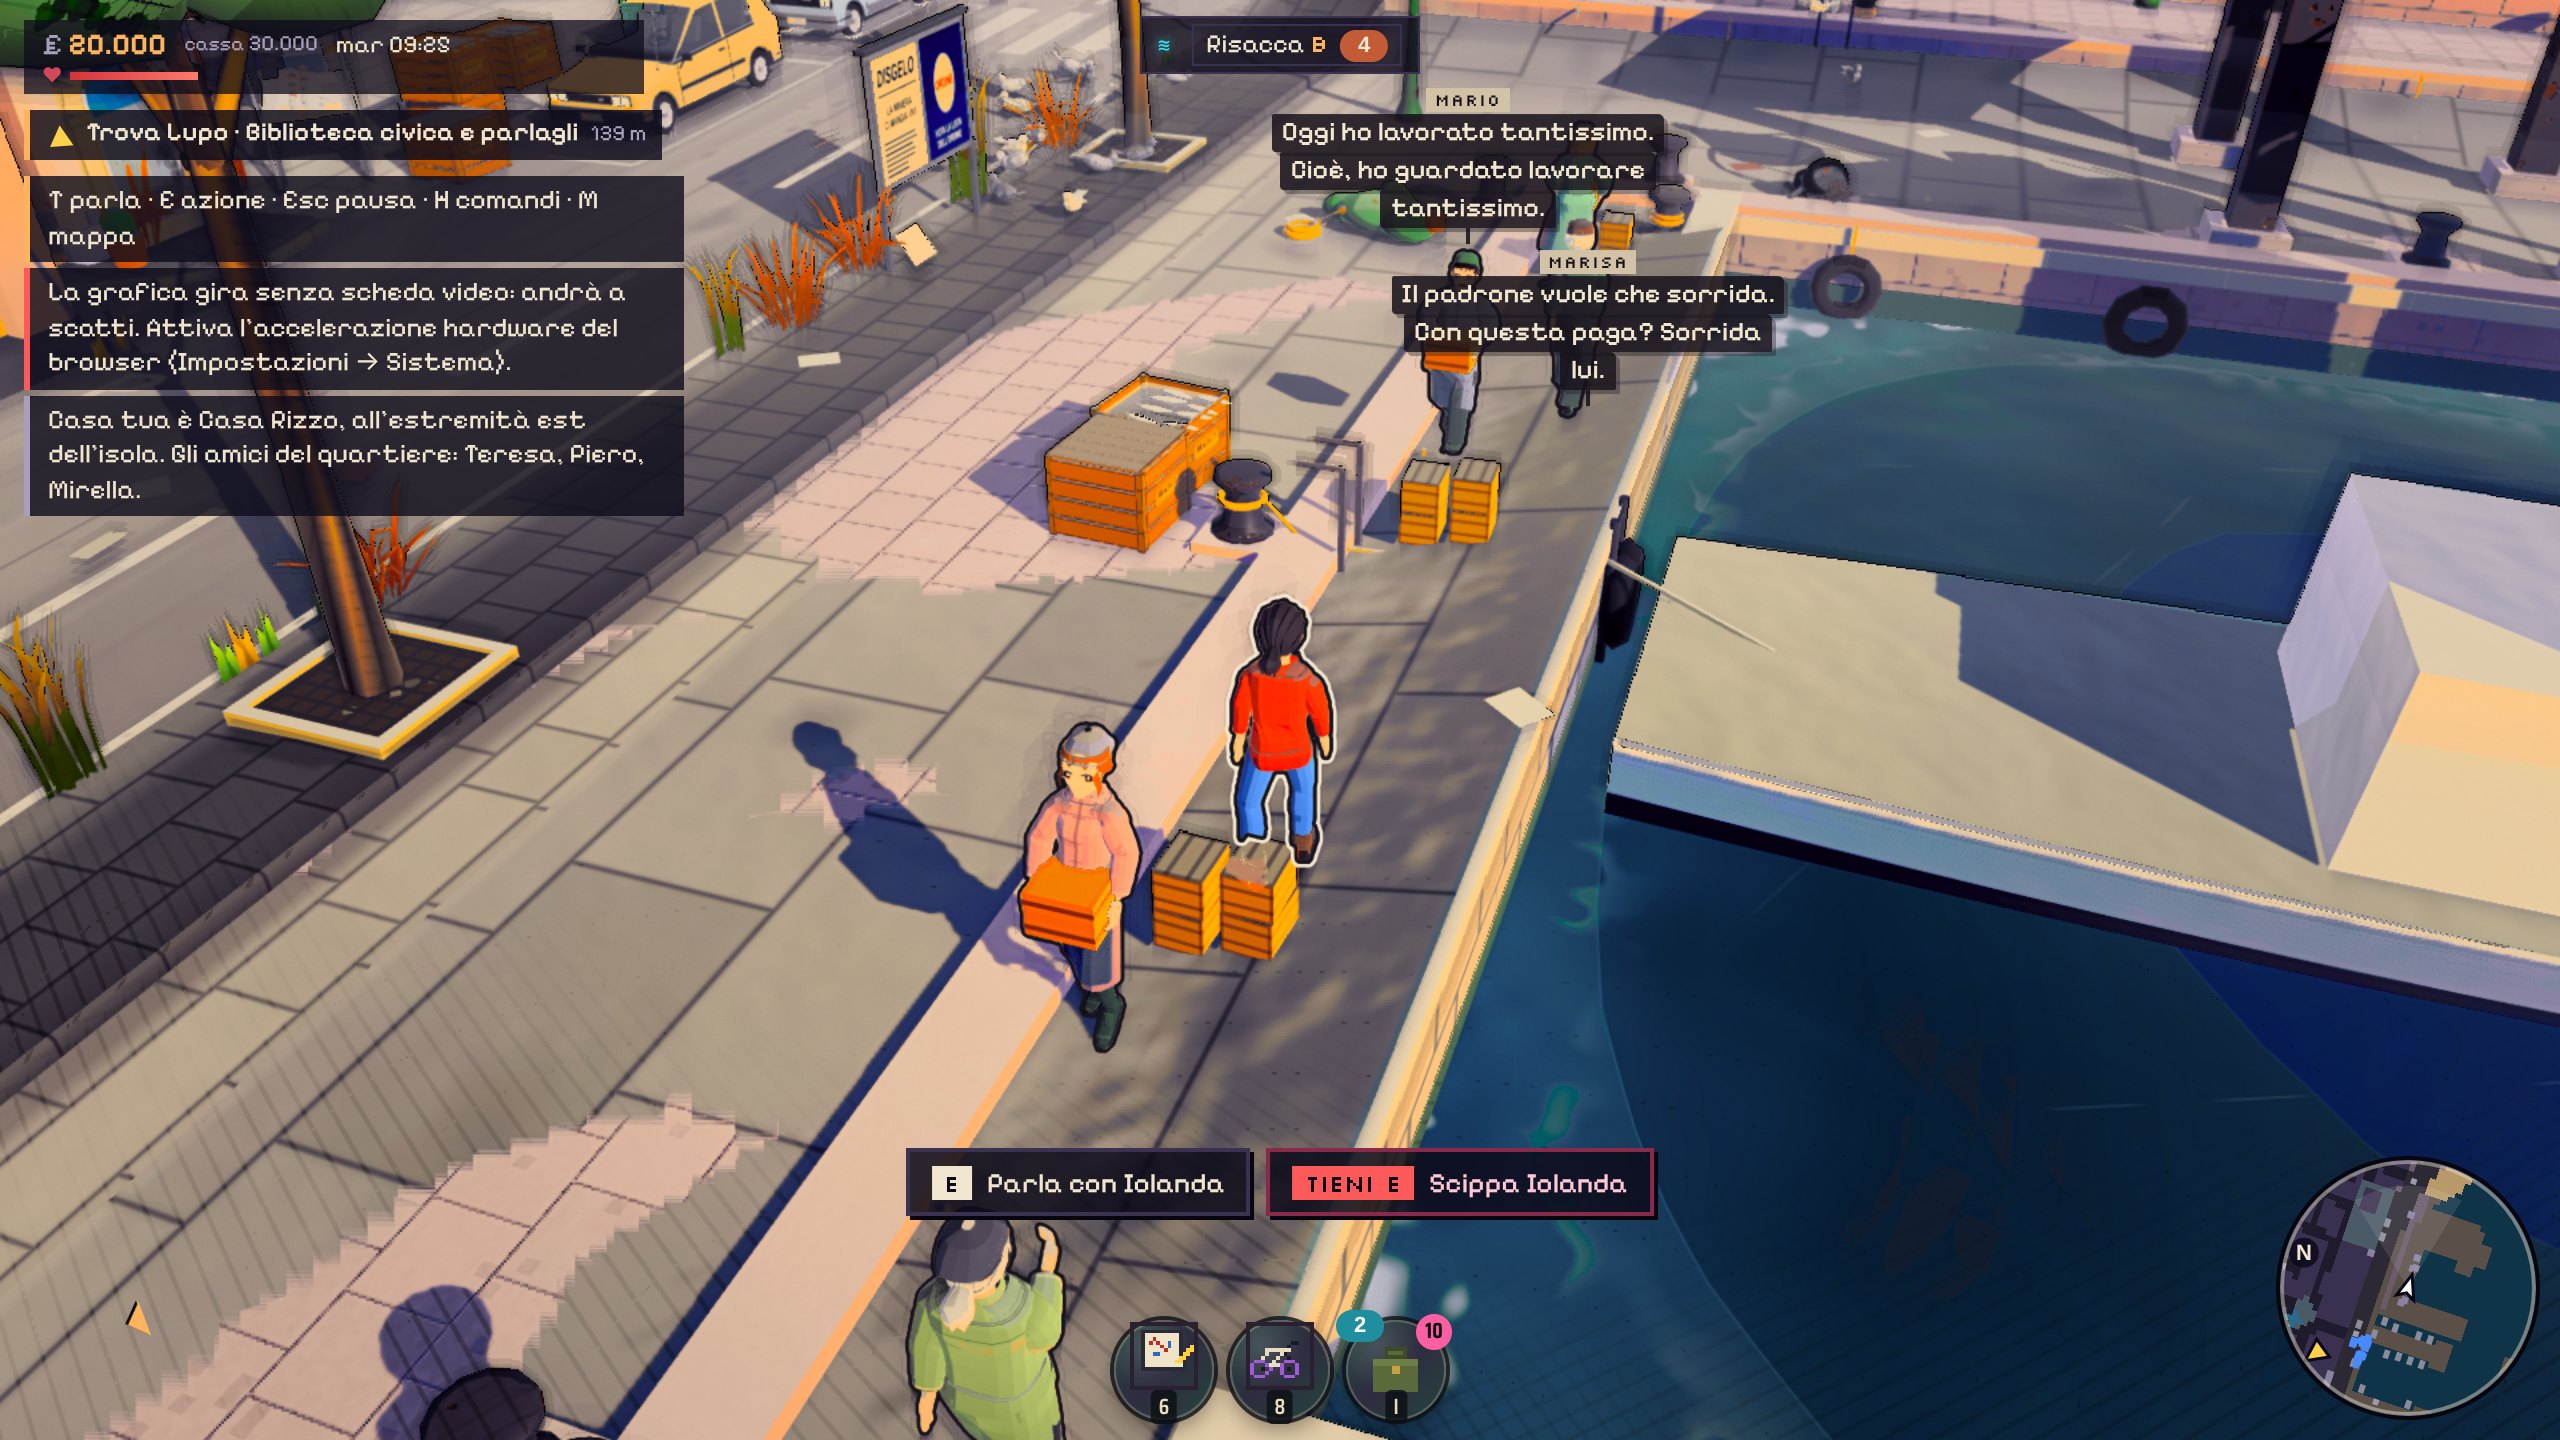 £ 80.000 cassa 30.000 mar 09:28
Trova Lupo · Biblioteca civica e parlagli 139 m
T parla · E azione · Esc pausa · H comandi · M
mappa
La grafica gira senza scheda video: andrà a
scatti. Attiva l'accelerazione hardware del
browser (Impostazioni → Sistema).
Casa tua è Casa Rizzo, all'estremità est
dell'isola. Gli amici del quartiere: Teresa, Piero,
Mirella.
DISGELO
Risacca B 4
MARIO
Oggi ho lavorato tantissimo.
Cioè, ho guardato lavorare
tantissimo.
MARISA
Il padrone vuole che sorrida.
Con questa paga? Sorrida
lui.
E Parla con Iolanda
TIENI E Scippa Iolanda
6
8
2
10
I
N